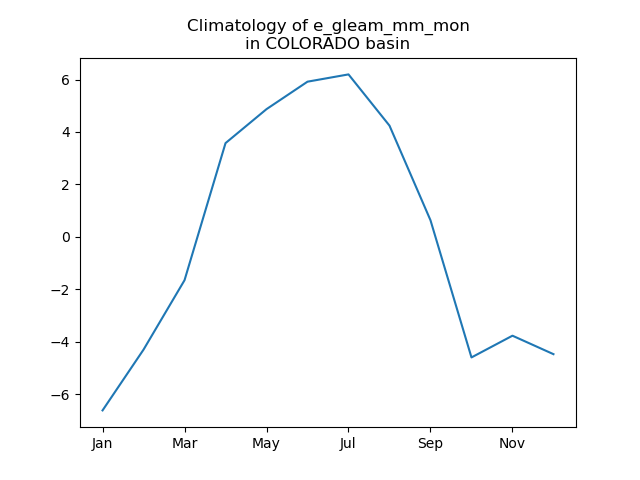 Climatology of e_gleam_mm_mon
in COLORADO basin
6
4
2
0
−2
−4
−6
Jan
Mar
May
Jul
Sep
Nov